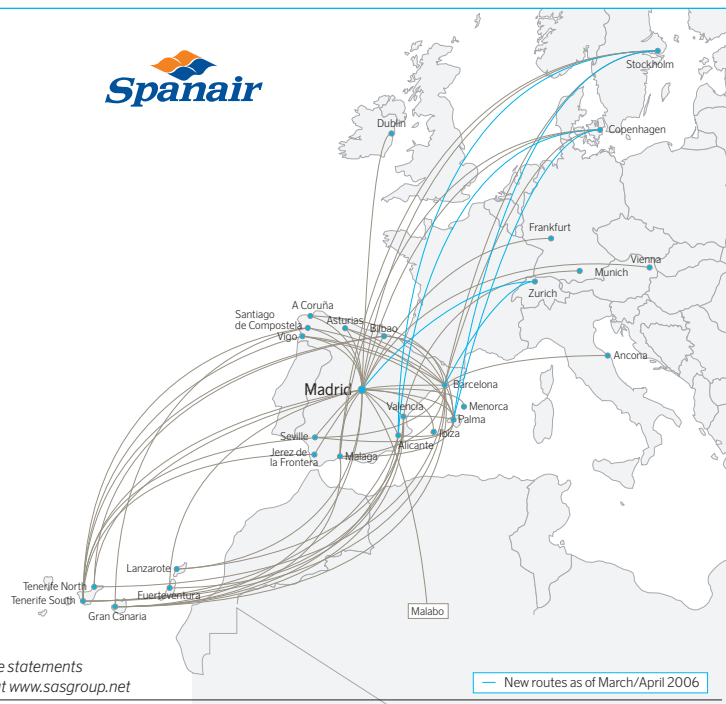 Spanair
Stockholm
Dublin
Copenhagen
Frankfurt
Vienna
Munich
Zurich
A Coruña
Santiago
de Compostela
Asturias
Bilbao
Vigo
Ancona
Madrid
Barcelona
Valencia
Menorca
Palma
Seville
Ibiza
Alicante
Jerez de
la Frontera
Malaga
Lanzarote
Tenerife North
Fuerteventura
Tenerife South
Gran Canaria
Malabo
e statements
t www.sasgroup.net
New routes as of March/April 2006